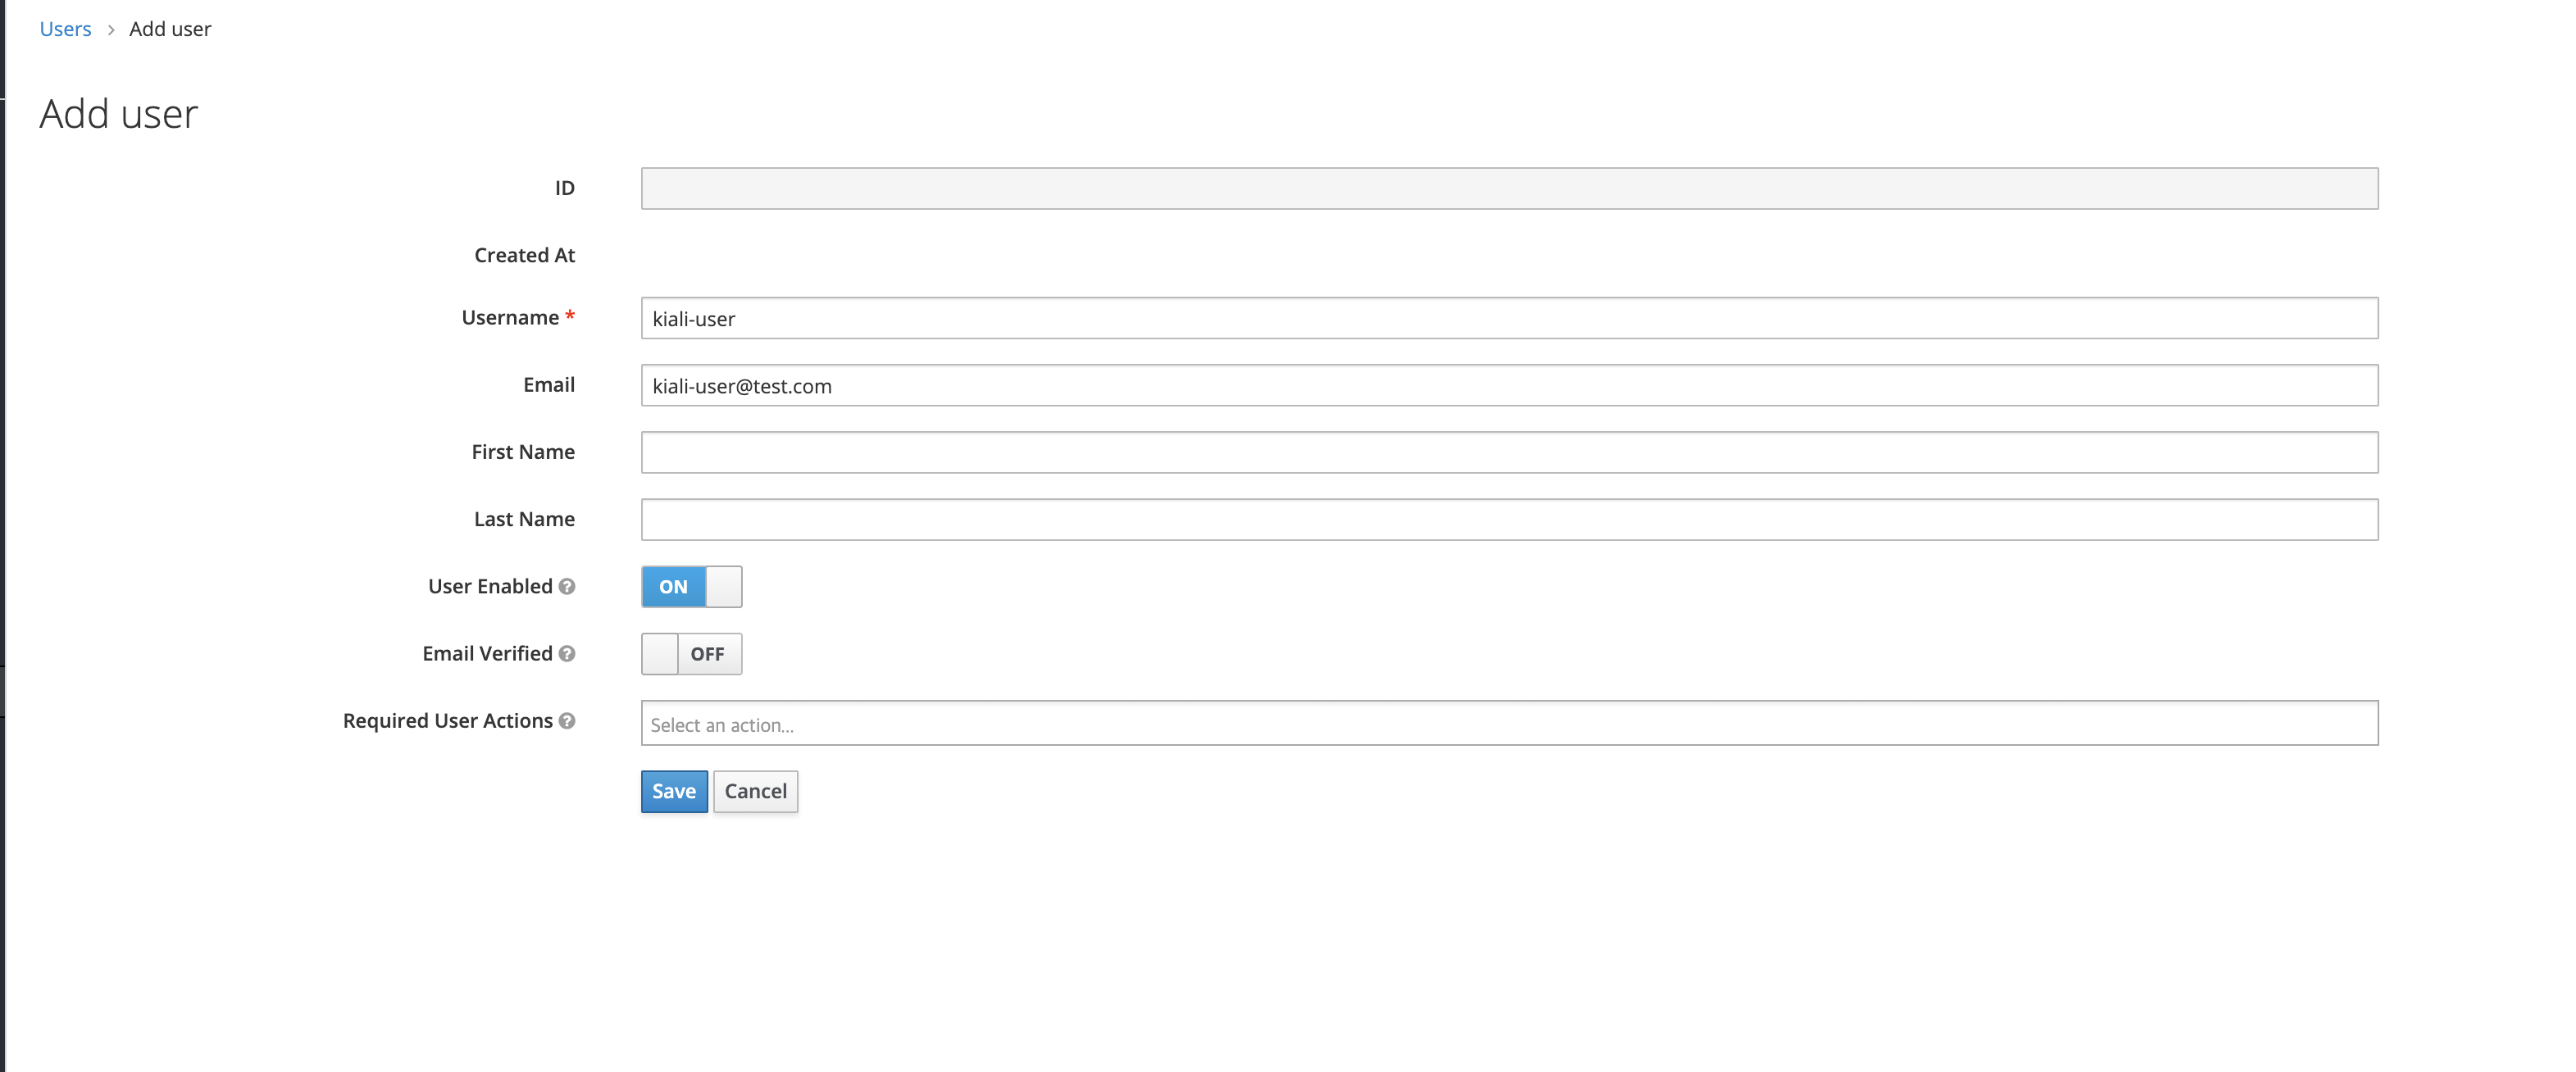 Users > Add user
Add user
ID
Created At
Username * kiali-user
Email kiali-user@test.com
First Name
Last Name
User Enabled ? ON
Email Verified ? OFF
Required User Actions ? Select an action...
Save Cancel